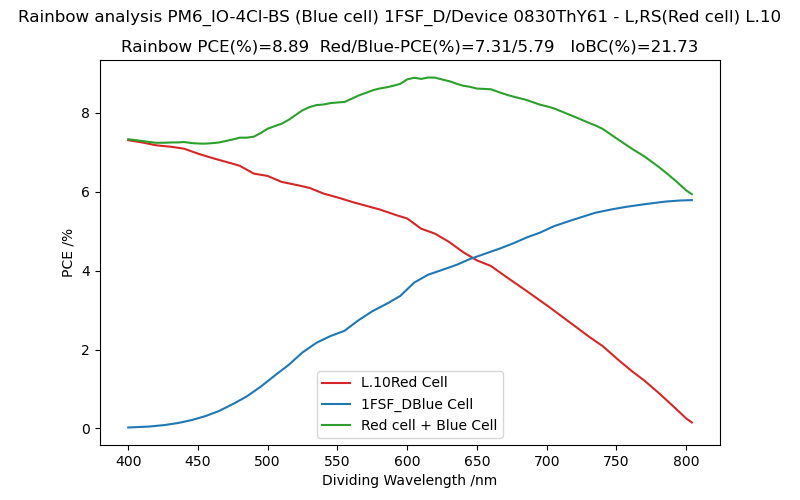 Rainbow analysis PM6_IO-4Cl-BS (Blue cell) 1FSF_D/Device 0830ThY61 - L,RS(Red cell) L.10
Rainbow PCE(%)=8.89  Red/Blue-PCE(%)=7.31/5.79   IoBC(%)=21.73
PCE /%
8
6
4
2
0
L.10Red Cell
1FSF_DBlue Cell
Red cell + Blue Cell
400 450 500 550 600 650 700 750 800
Dividing Wavelength /nm